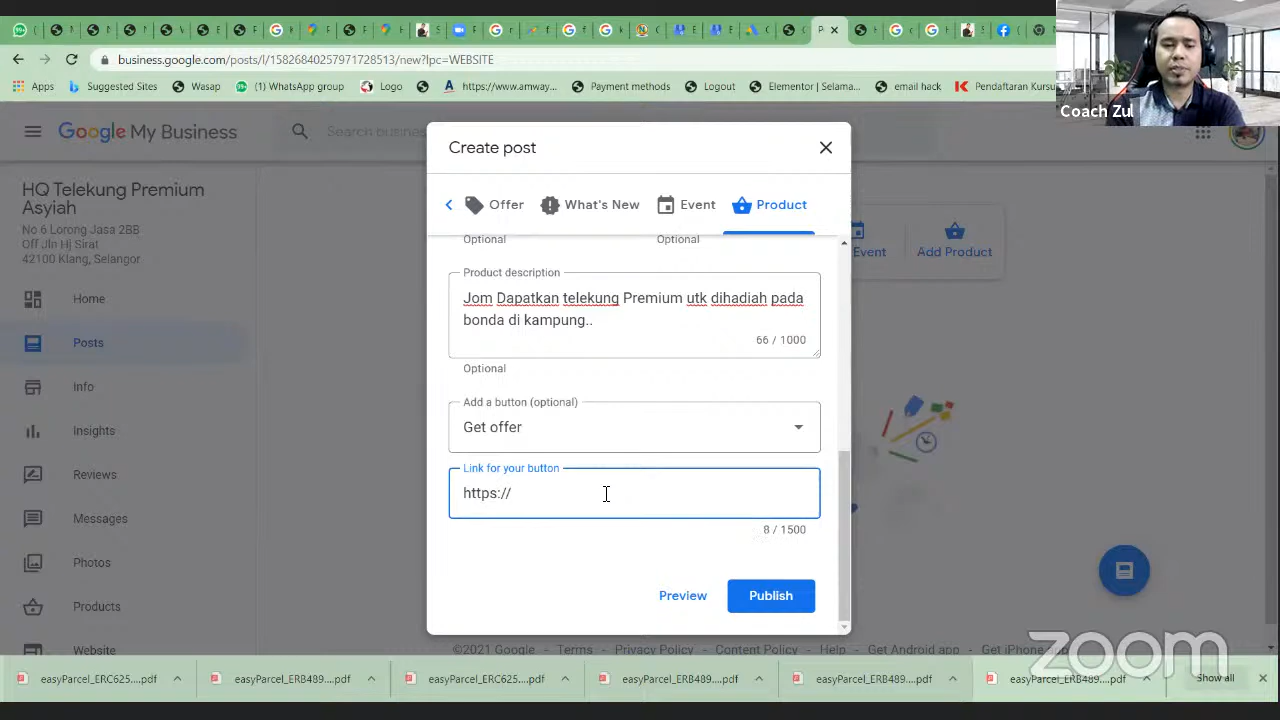 business.google.com/posts/l/15826840257971728513/new?lpc=WEBSITE
Apps
Suggested Sites
Wasap
(1) WhatsApp group
Logo
https://www.amway...
Payment methods
Logout
Elementor | Selama...
email hack
Pendaftaran Kursu
Coach Zul
Google My Business
Search busines
HQ Telekung Premium
Asyiah
No 6 Lorong Jasa 2BB
Off Jln Hj Sirat
42100 Klang, Selangor
Home
Posts
Info
Insights
Reviews
Messages
Photos
Products
Website
Create post
Offer
What's New
Event
Product
Optional
Optional
Product description
Jom Dapatkan telekung Premium utk dihadiah pada
bonda di kampung..
66 / 1000
Optional
Add a button (optional)
Get offer
Link for your button
https://
8 / 1500
Preview
Publish
Event
Add Product
©2021 Google - Terms - Privacy Policy - Content Policy - Help - Get Android app - Get iPhone app
zoom
easyParcel_ERC625....pdf
easyParcel_ERB489....pdf
easyParcel_ERC625....pdf
easyParcel_ERB489....pdf
easyParcel_ERB489....pdf
easyParcel_ERB489....pdf
Show all